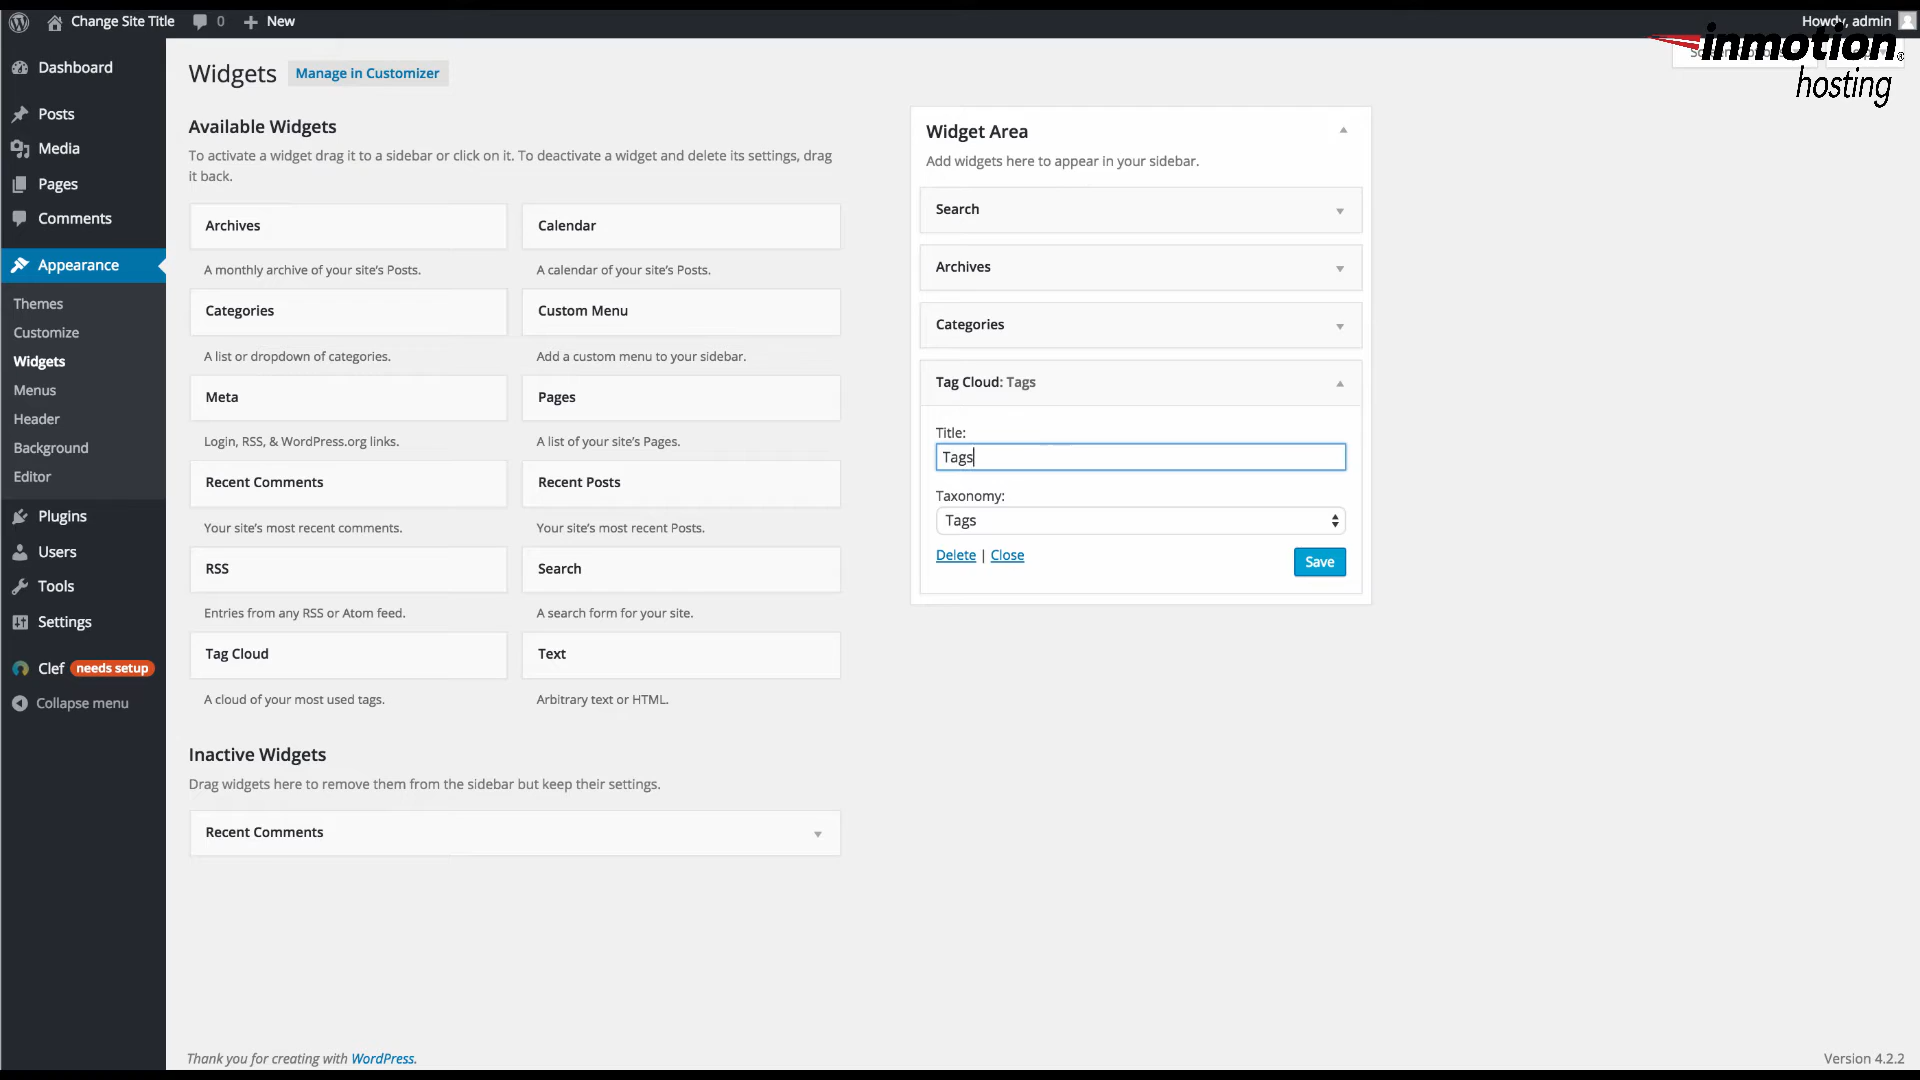 Change Site Title
0
New
Howdy, admin
inmotion
hosting
Dashboard
Posts
Media
Pages
Comments
Appearance
Themes
Customize
Widgets
Menus
Header
Background
Editor
Plugins
Users
Tools
Settings
Clef needs setup
Collapse menu
Widgets Manage in Customizer
Available Widgets
To activate a widget drag it to a sidebar or click on it. To deactivate a widget and delete its settings, drag
it back.
Archives
Calendar
A monthly archive of your site's Posts.
A calendar of your site's Posts.
Categories
Custom Menu
A list or dropdown of categories.
Add a custom menu to your sidebar.
Meta
Pages
Login, RSS, & WordPress.org links.
A list of your site's Pages.
Recent Comments
Recent Posts
Your site's most recent comments.
Your site's most recent Posts.
RSS
Search
Entries from any RSS or Atom feed.
A search form for your site.
Tag Cloud
Text
A cloud of your most used tags.
Arbitrary text or HTML.
Inactive Widgets
Drag widgets here to remove them from the sidebar but keep their settings.
Recent Comments
Widget Area
Add widgets here to appear in your sidebar.
Search
Archives
Categories
Tag Cloud: Tags
Title:
Tags
Taxonomy:
Tags
Delete | Close
Save
Thank you for creating with WordPress.
Version 4.2.2